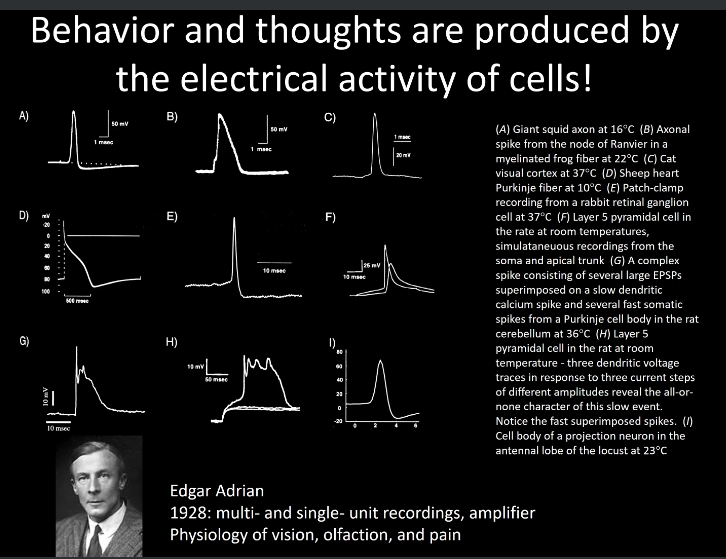 Behavior and thoughts are produced by
the electrical activity of cells!
A)
50 mV
1 msec
B)
50 mV
1 msec
C)
1 msec
20 mV
(A) Giant squid axon at 16°C (B) Axonal
spike from the node of Ranvier in a
myelinated frog fiber at 22°C (C) Cat
visual cortex at 37°C (D) Sheep heart
Purkinje fiber at 10°C (E) Patch-clamp
recording from a rabbit retinal ganglion
cell at 37°C (F) Layer 5 pyramidal cell in
the rate at room temperatures,
simulataneuous recordings from the
soma and apical trunk (G) A complex
spike consisting of several large EPSPs
superimposed on a slow dendritic
calcium spike and several fast somatic
spikes from a Purkinje cell body in the rat
cerebellum at 36°C (H) Layer 5
pyramidal cell in the rat at room
temperature - three dendritic voltage
traces in response to three current steps
of different amplitudes reveal the all-or-
none character of this slow event.
Notice the fast superimposed spikes. (I)
Cell body of a projection neuron in the
antennal lobe of the locust at 23°C
D)
mV
-20
0
20
40
60
80
100
500 msec
E)
10 msec
F)
25 mV
10 msec
G)
10 mV
10 msec
H)
10 mV
50 msec
I)
80
60
40
20
0
-20
0 2 4 6
Edgar Adrian
1928: multi- and single- unit recordings, amplifier
Physiology of vision, olfaction, and pain